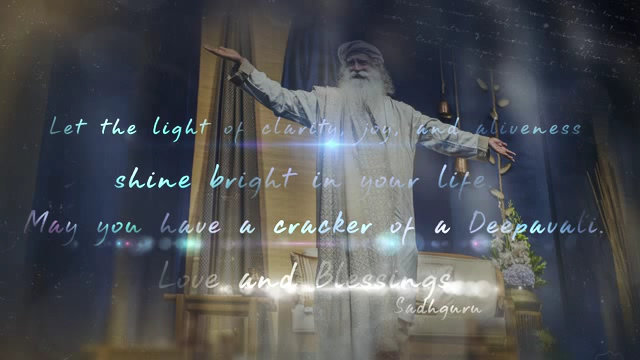 Let the light of clarity, joy, and aliveness
shine bright in your life.
May you have a cracker of a Deepavali.
Love and Blessings
Sadhguru